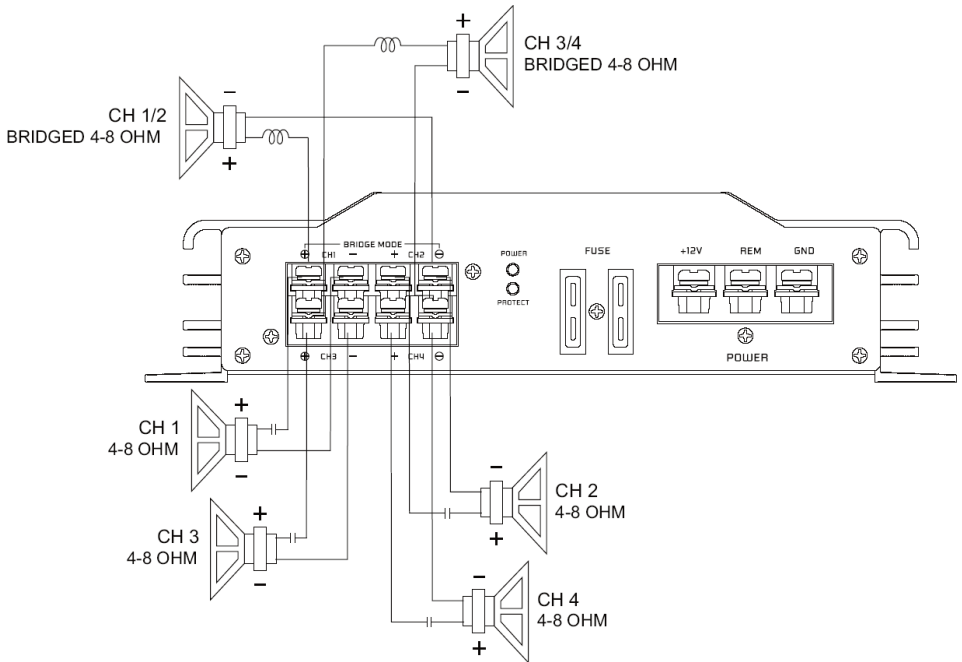 +
CH 3/4
BRIDGED 4-8 OHM
−
−
CH 1/2
BRIDGED 4-8 OHM
+
BRIDGE MODE
⊕ CH1 − + CH2 ⊖
POWER
PROTECT
FUSE
+12V REM GND
POWER
⊕ CH3 − + CH4 ⊖
+
CH 1
4-8 OHM
−
−
CH 2
4-8 OHM
+
+
CH 3
4-8 OHM
−
−
CH 4
4-8 OHM
+